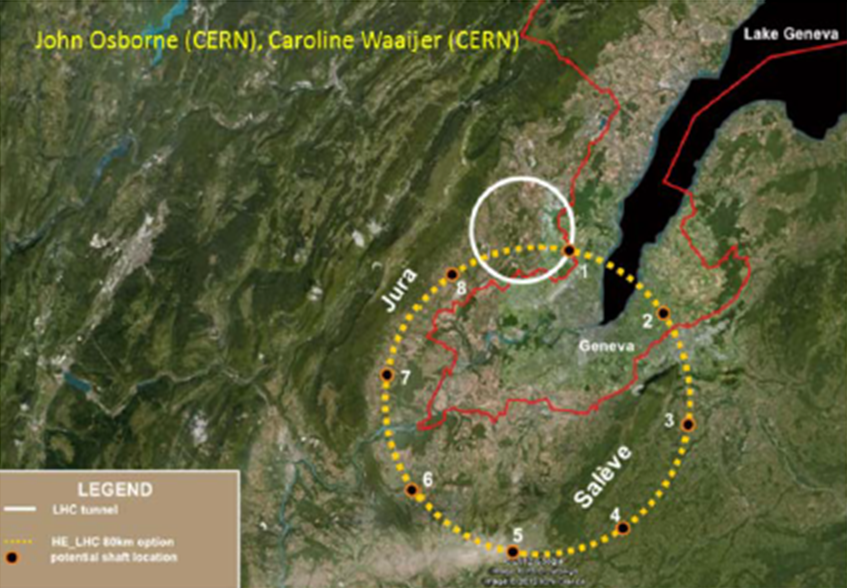 John Osborne (CERN), Caroline Waaijer (CERN)
Lake Geneva
1
8
Jura
2
Geneva
7
3
Salève
6
4
5
LEGEND
LHC tunnel
HE_LHC 80km option
potential shaft location